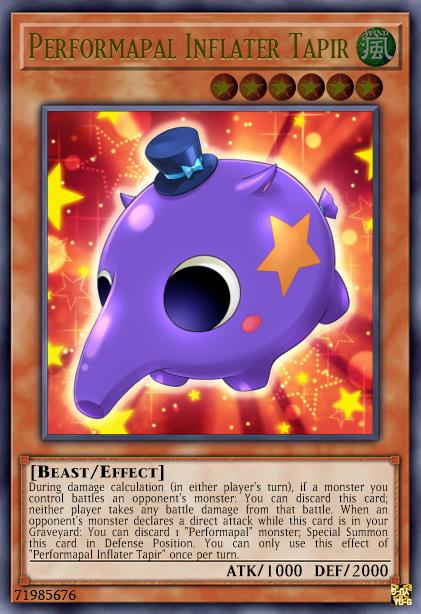 PERFORMAPAL INFLATER TAPIR
WIND
風
[BEAST/EFFECT]
During damage calculation (in either player's turn), if a monster you
control battles an opponent's monster: You can discard this card;
neither player takes any battle damage from that battle. When an
opponent's monster declares a direct attack while this card is in your
Graveyard: You can discard 1 "Performapal" monster; Special Summon
this card in Defense Position. You can only use this effect of
"Performapal Inflater Tapir" once per turn.
ATK/1000 DEF/2000
71985676